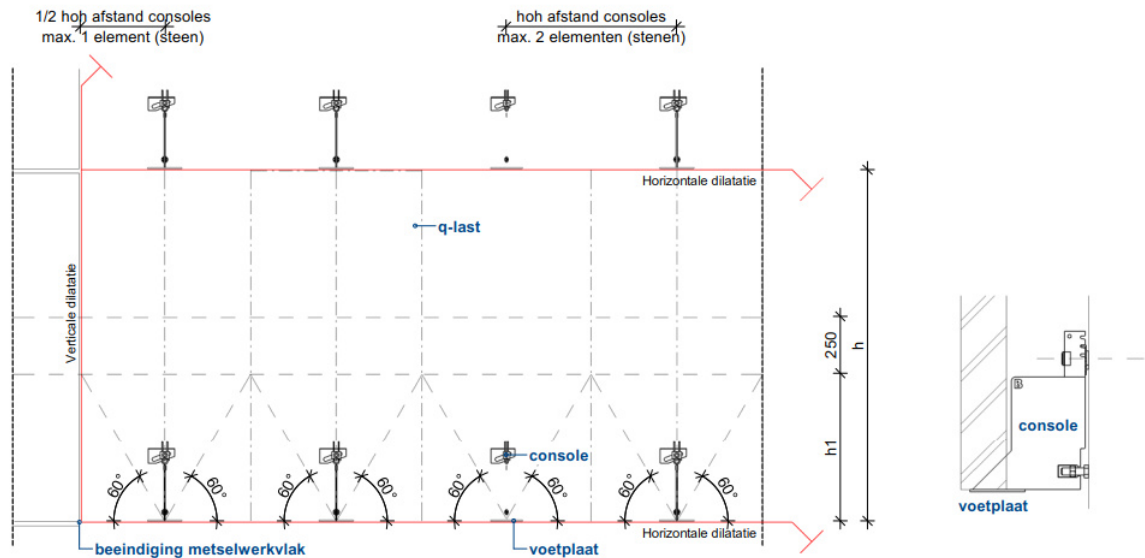 1/2 hoh afstand consoles
max. 1 element (steen)
hoh afstand consoles
max. 2 elementen (stenen)
Horizontale dilatatie
q-last
Verticale dilatatie
250
h
h1
console
60°
60°
60°
60°
60°
60°
60°
60°
voetplaat
beeindiging metselwerkvlak
Horizontale dilatatie
B
console
voetplaat